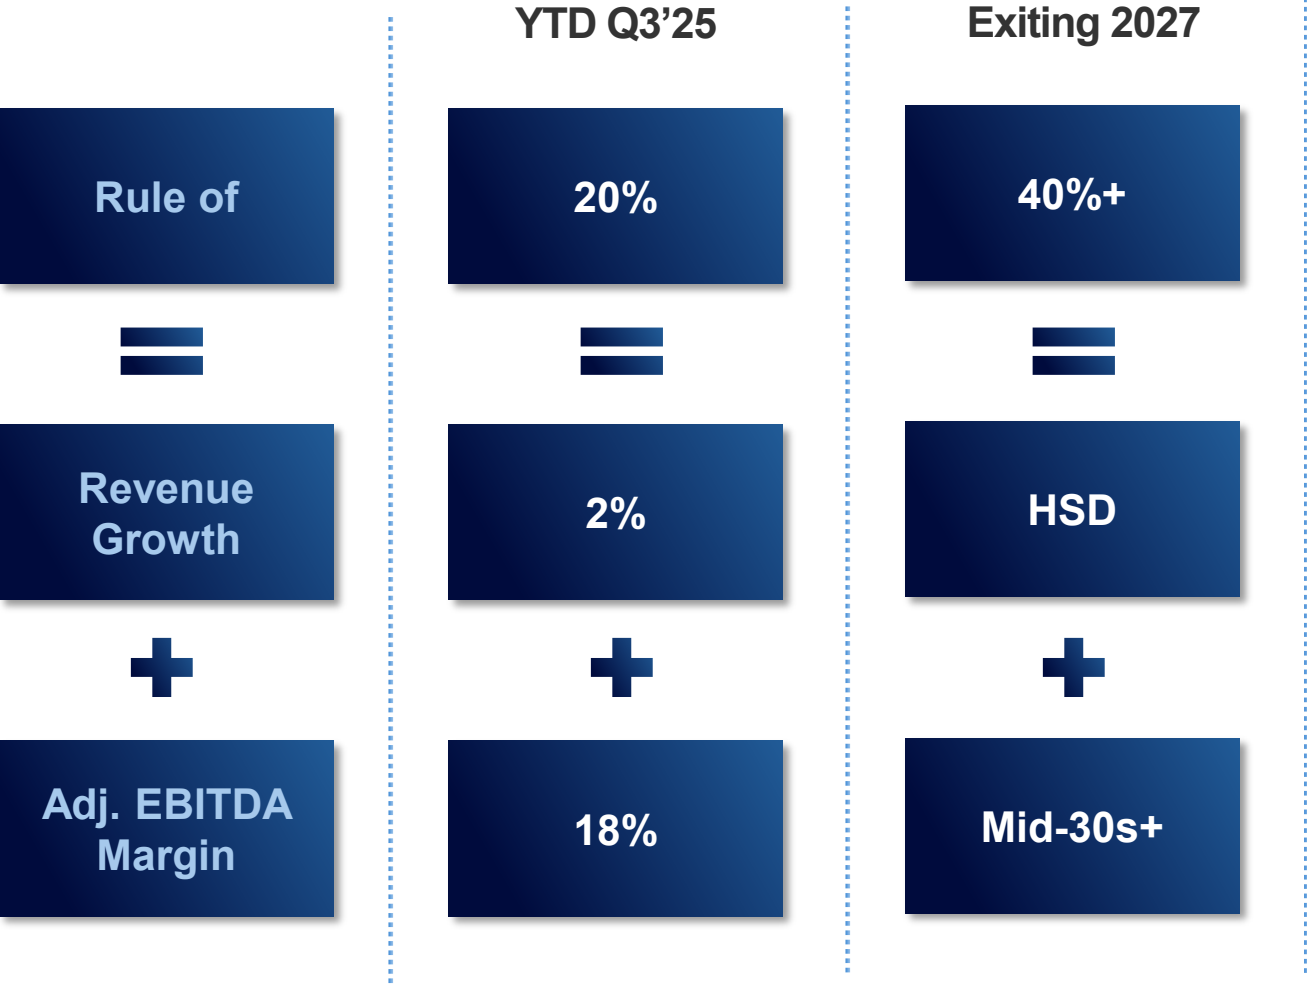 YTD Q3’25
Exiting 2027
Rule of
20%
40%+
Revenue
Growth
2%
HSD
Adj. EBITDA
Margin
18%
Mid-30s+